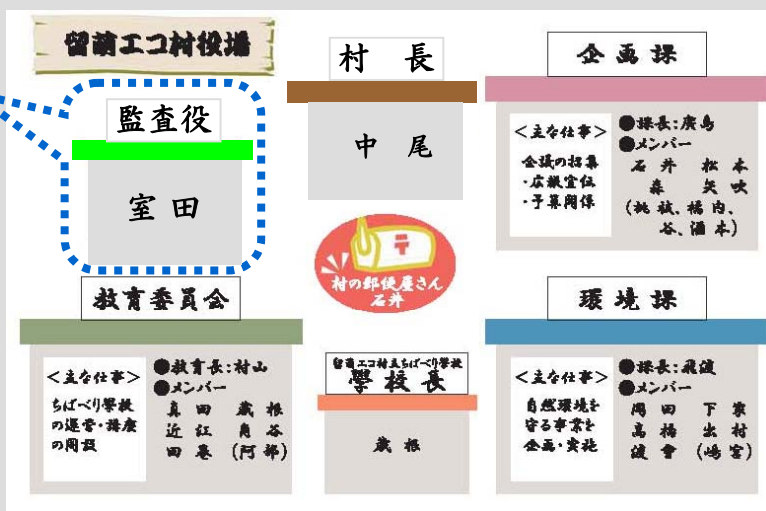 留萌エコ村役場
監査役
室田
村 長
中 尾
企画課
<主な仕事>
会議の招集
・広報宣伝
・予算関係
●課長:廣島
●メンバー
石 井 松 本
森 矢 吹
谷、酒 本)
村の郵便屋さん
石井
教育委員会
<主な仕事>
ちばべり學校
の運営・講座
の開設
●教育長:村山
●メンバー
真 田 蔵 根
近 江 角 谷
(阿 部)
留萌エコ村立ちばべり學校
學 校 長
蔵 根
環境課
<主な仕事>
自然環境を
守る事業を
企画・実施
●課長:飛渡
●メンバー
岡 田 下 家
高 橋 出 村
渡 會 (嶋 宮)